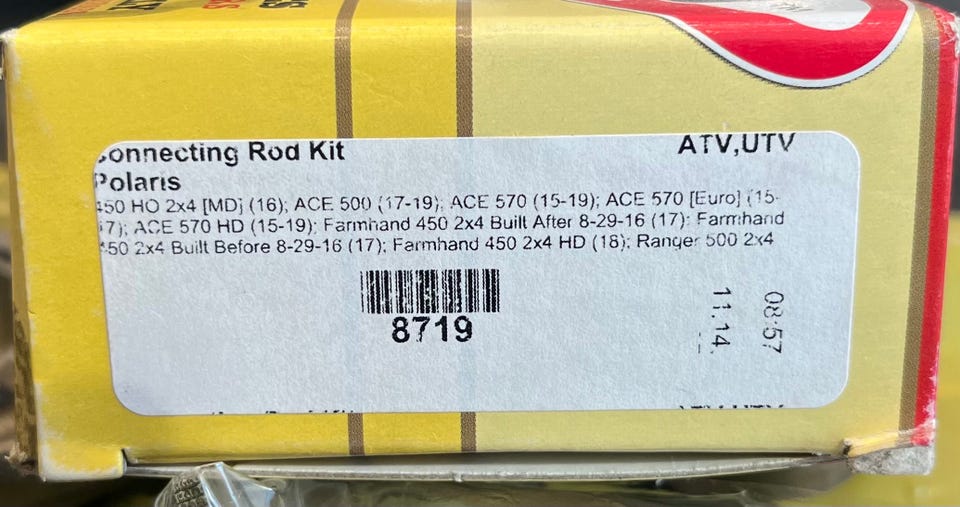 Connecting Rod Kit ATV,UTV
Polaris
450 HO 2x4 [MD] (16); ACE 500 (17-19); ACE 570 (15-19); ACE 570 [Euro] (15-
17); ACE 570 HD (15-19); Farmhand 450 2x4 Built After 8-29-16 (17); Farmhand
450 2x4 Built Before 8-29-16 (17); Farmhand 450 2x4 HD (18); Ranger 500 2x4
8719
11.14.
08:57